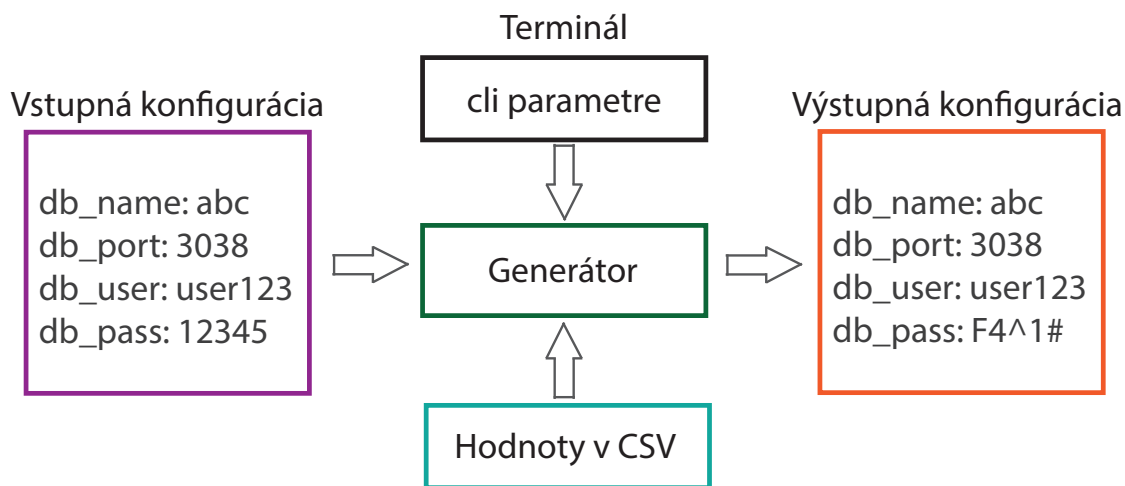 Terminál
cli parametre
Vstupná konfigurácia
db_name: abc
db_port: 3038
db_user: user123
db_pass: 12345
Generátor
Výstupná konfigurácia
db_name: abc
db_port: 3038
db_user: user123
db_pass: F4^1#
Hodnoty v CSV